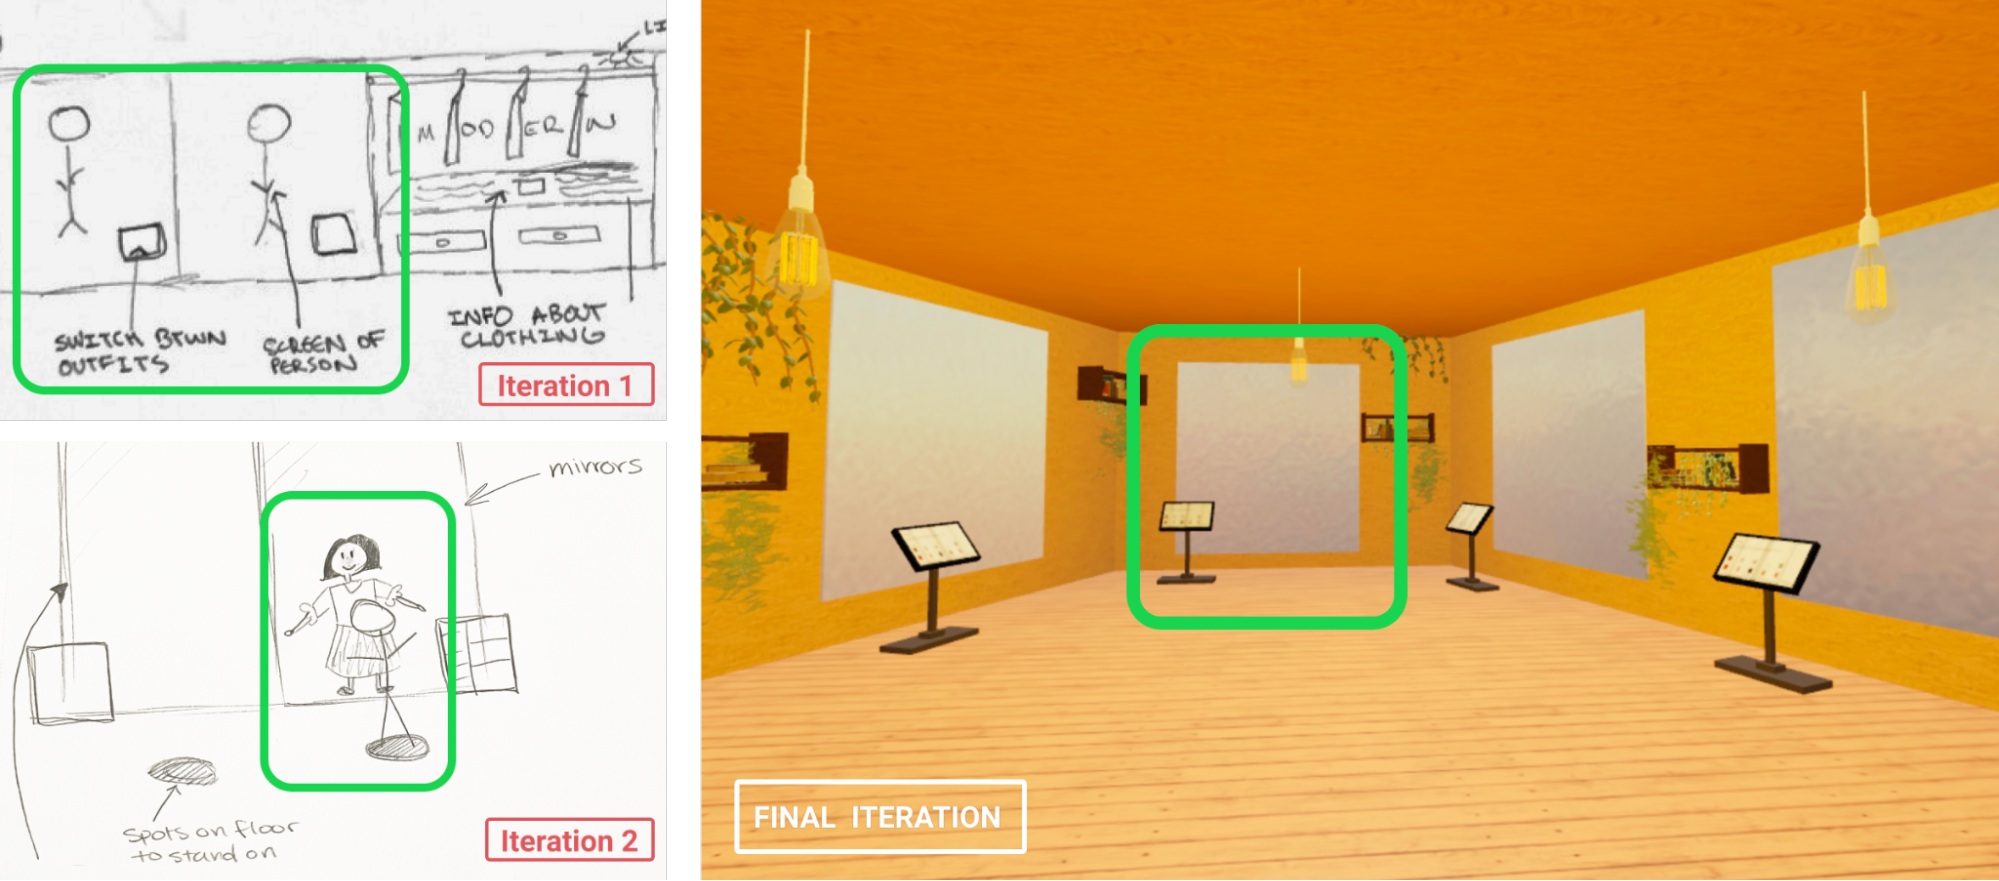 LI
M OD ER N
SWITCH BTWN
OUTFITS
SCREEN OF
PERSON
INFO ABOUT
CLOTHING
Iteration 1
mirrors
spots on floor
to stand on
Iteration 2
FINAL ITERATION